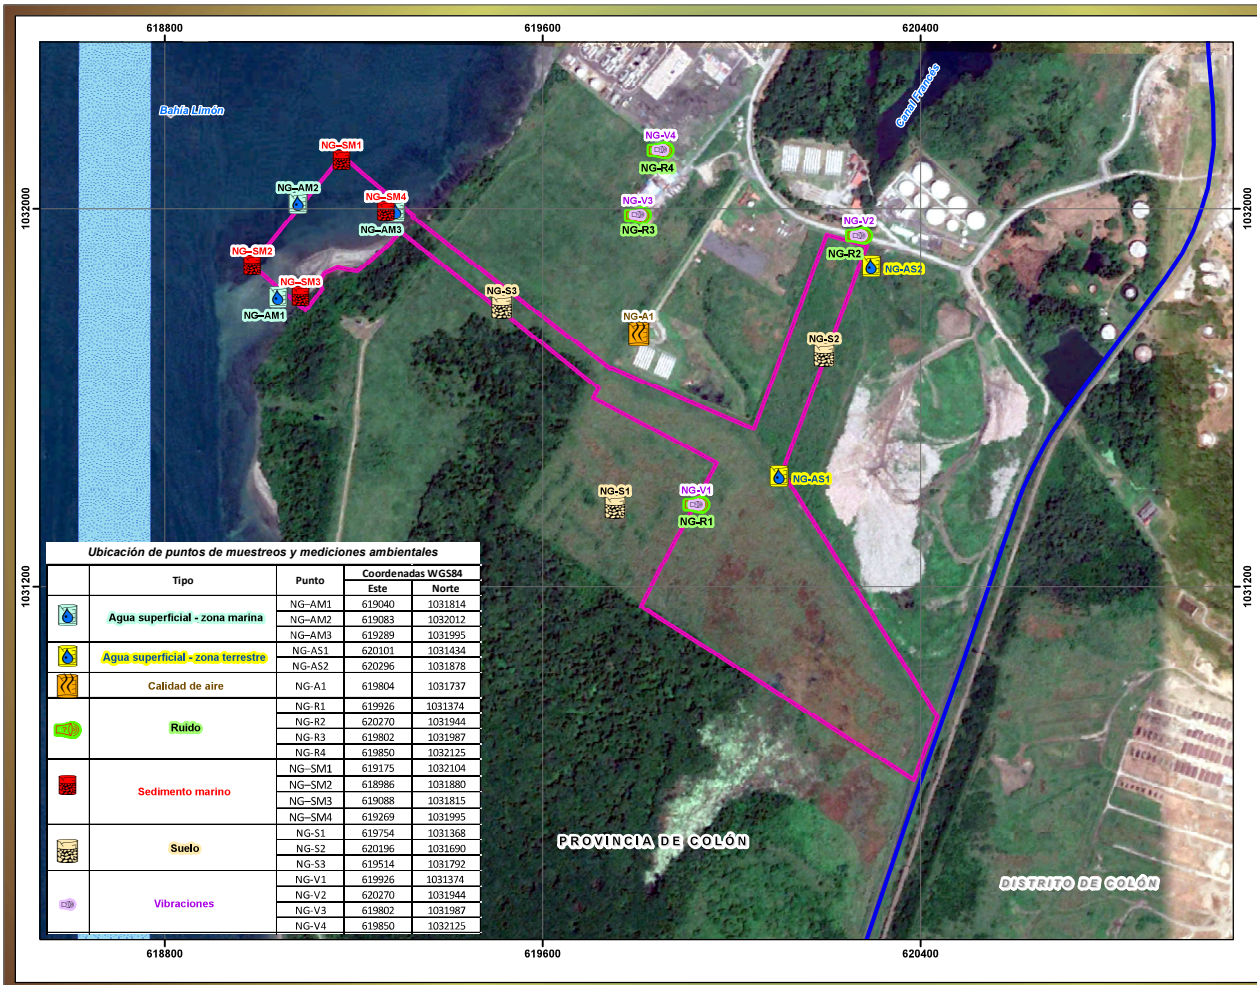 618800
619600
620400
Canal Francés
Bahía Limón
NG-V4
NG–SM1
NG-R4
NG–AM2
NG–SM4
NG-V3
1032000
1032000
NG-V2
NG–AM3
NG-R3
NG–SM2
NG-R2
NG-AS2
NG–SM3
NG-S3
NG–AM1
NG-A1
NG-S2
NG-AS1
NG-S1
NG-V1
NG-R1
1031200
1031200
Ubicación de puntos de muestreos y mediciones ambientales
Tipo Punto Coordenadas WGS84
Este Norte
Agua superficial - zona marina
NG–AM1 619040 1031814
NG–AM2 619083 1032012
NG–AM3 619289 1031995
Agua superficial - zona terrestre
NG-AS1 620101 1031434
NG-AS2 620296 1031878
Calidad de aire NG-A1 619804 1031737
Ruido
NG-R1 619926 1031374
NG-R2 620270 1031944
NG-R3 619802 1031987
NG-R4 619850 1032125
Sedimento marino
NG–SM1 619175 1032104
NG–SM2 618986 1031880
NG–SM3 619088 1031815
NG–SM4 619269 1031995
Suelo
NG-S1 619754 1031368
NG-S2 620196 1031690
NG-S3 619514 1031792
Vibraciones
NG-V1 619926 1031374
NG-V2 620270 1031944
NG-V3 619802 1031987
NG-V4 619850 1032125
PROVINCIA DE COLÓN
DISTRITO DE COLÓN
618800
619600
620400